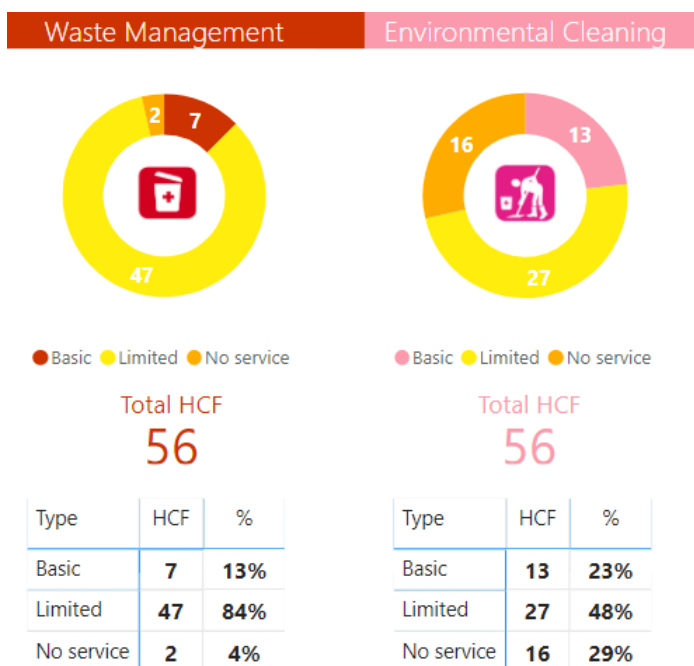 Waste Management
Environmental Cleaning
2
7
47
16
13
27
Basic Limited No service
Basic Limited No service
Total HCF
56
Total HCF
56
Type HCF %
Basic 7 13%
Limited 47 84%
No service 2 4%
Type HCF %
Basic 13 23%
Limited 27 48%
No service 16 29%